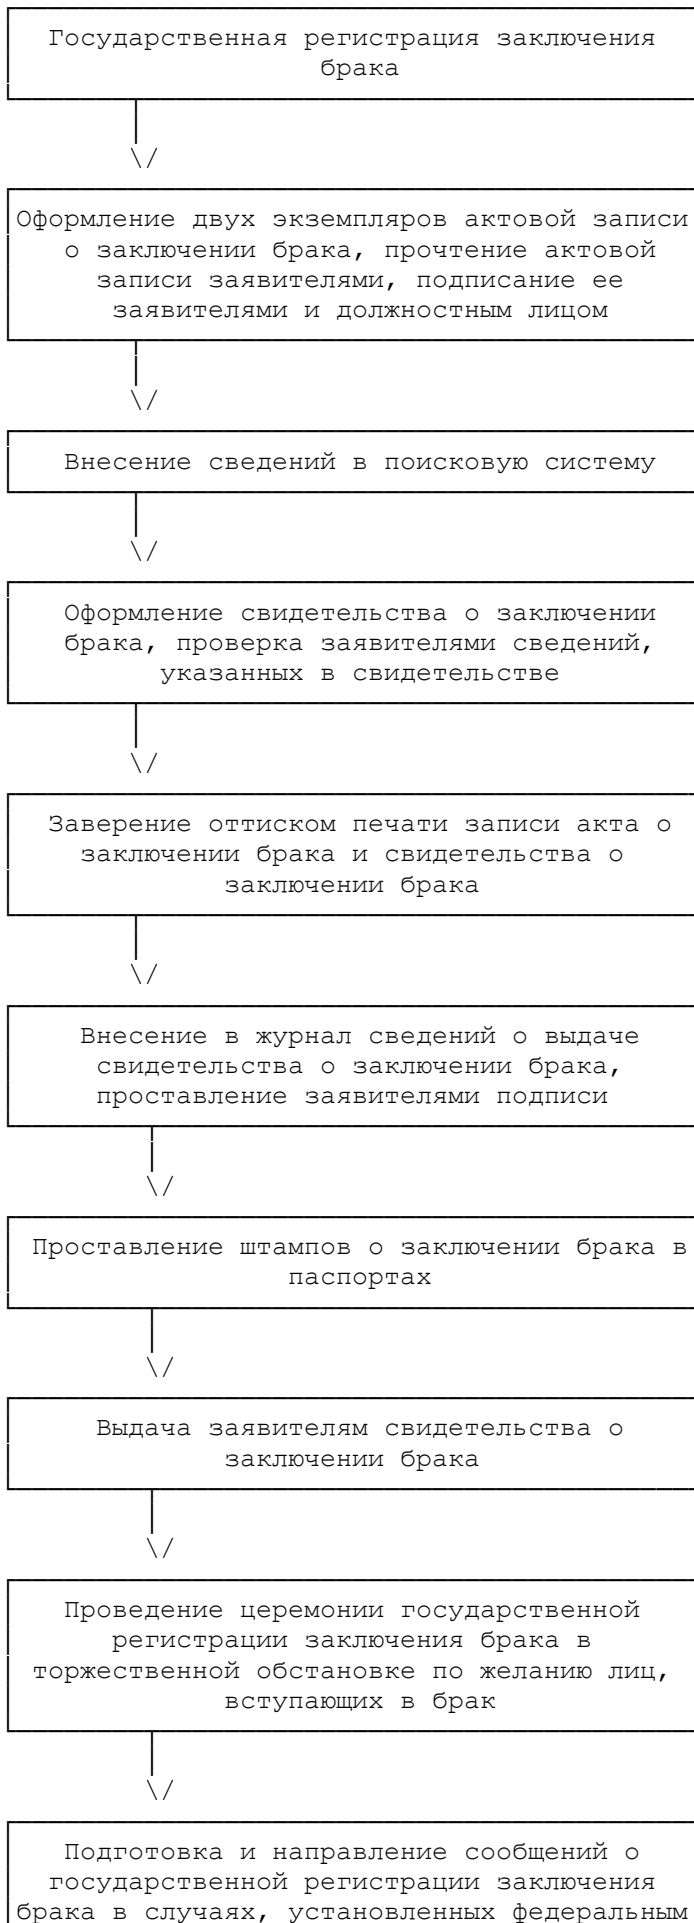 Государственная регистрация заключения
брака
\/
Оформление двух экземпляров актовой записи
о заключении брака, прочтение актовой
записи заявителями, подписание ее
заявителями и должностным лицом
\/
Внесение сведений в поисковую систему
\/
Оформление свидетельства о заключении
брака, проверка заявителями сведений,
указанных в свидетельстве
\/
Заверение оттиском печати записи акта о
заключении брака и свидетельства о
заключении брака
\/
Внесение в журнал сведений о выдаче
свидетельства о заключении брака,
проставление заявителями подписи
\/
Проставление штампов о заключении брака в
паспортах
\/
Выдача заявителям свидетельства о
заключении брака
\/
Проведение церемонии государственной
регистрации заключения брака в
торжественной обстановке по желанию лиц,
вступающих в брак
\/
Подготовка и направление сообщений о
государственной регистрации заключения
брака в случаях, установленных федеральным